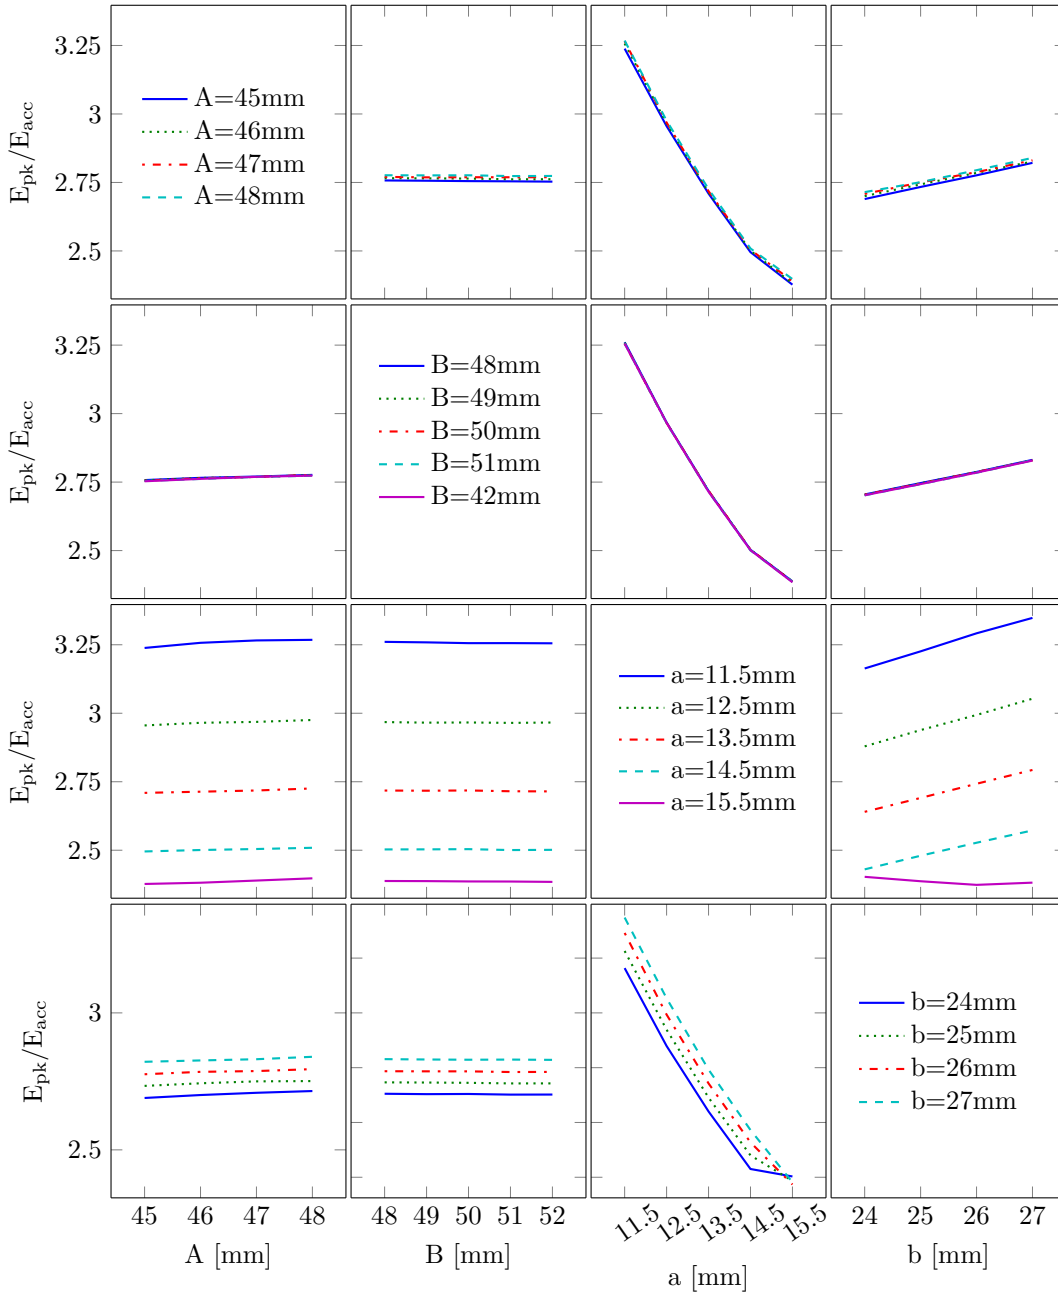 3.25
3
2.75
2.5
E_pk/E_acc
A=45mm
A=46mm
A=47mm
A=48mm
3.25
3
2.75
2.5
E_pk/E_acc
B=48mm
B=49mm
B=50mm
B=51mm
B=42mm
3.25
3
2.75
2.5
E_pk/E_acc
a=11.5mm
a=12.5mm
a=13.5mm
a=14.5mm
a=15.5mm
3
2.5
E_pk/E_acc
b=24mm
b=25mm
b=26mm
b=27mm
45 46 47 48
A [mm]
48 49 50 51 52
B [mm]
11.5 12.5 13.5 14.5 15.5
a [mm]
24 25 26 27
b [mm]